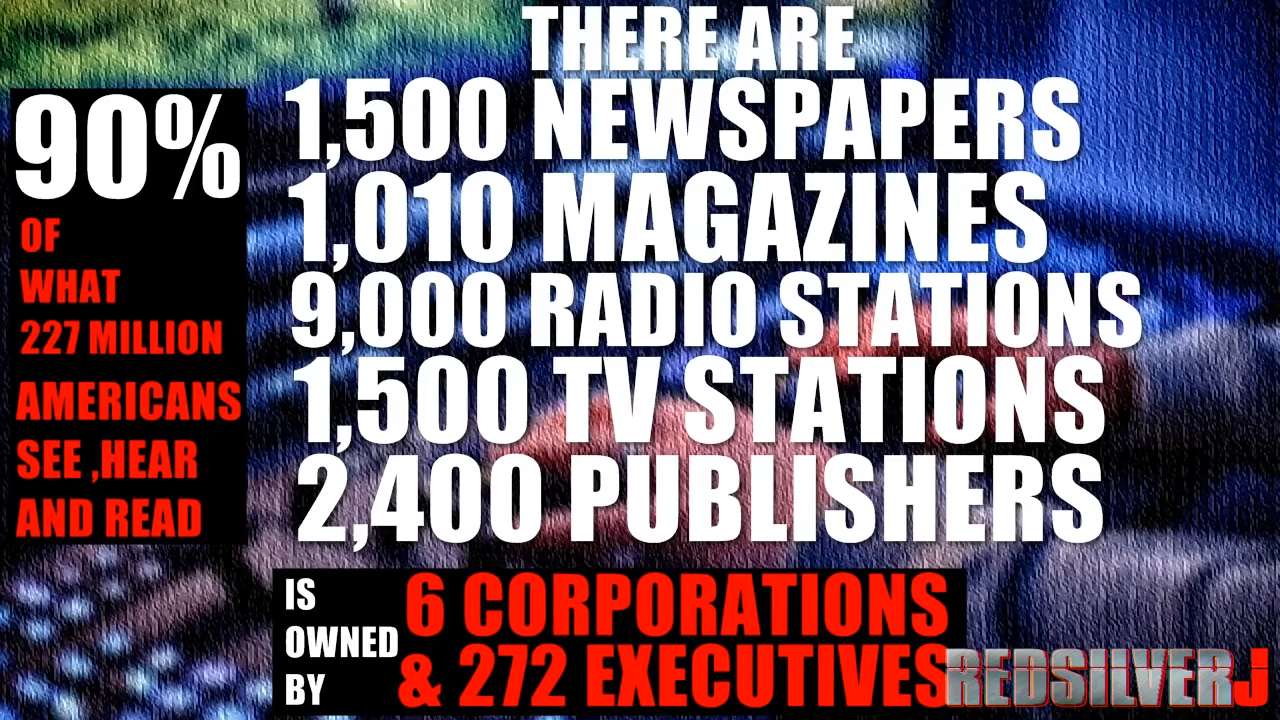 THERE ARE
1,500 NEWSPAPERS
1,010 MAGAZINES
9,000 RADIO STATIONS
1,500 TV STATIONS
2,400 PUBLISHERS
90%
OF
WHAT
227 MILLION
AMERICANS
SEE ,HEAR
AND READ
IS
OWNED
BY
6 CORPORATIONS
& 272 EXECUTIVES
REDSiLVERJ